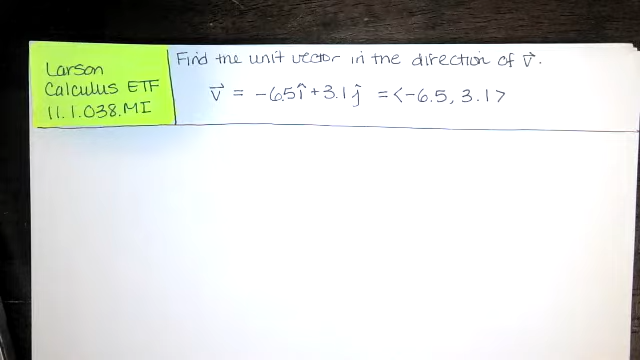 Larson
Calculus ETF
11.1.038.MI
Find the unit vector in the direction of v⃗.
v⃗ = -6.5î + 3.1ĵ = <-6.5, 3.1>